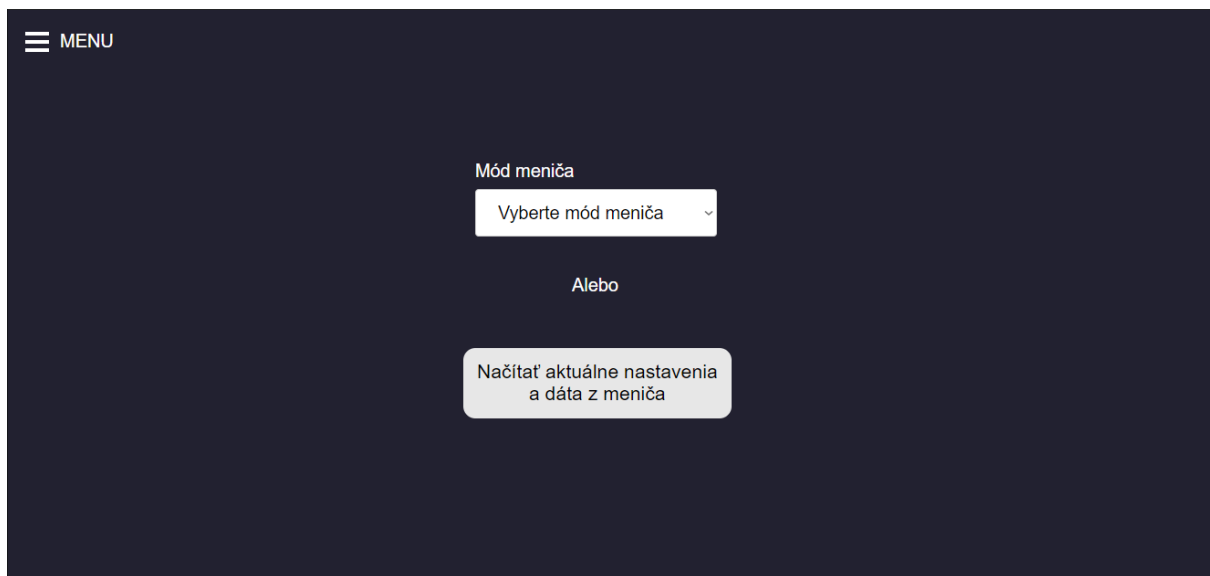 MENU
Mód meniča
Vyberte mód meniča
Alebo
Načítať aktuálne nastavenia
a dáta z meniča